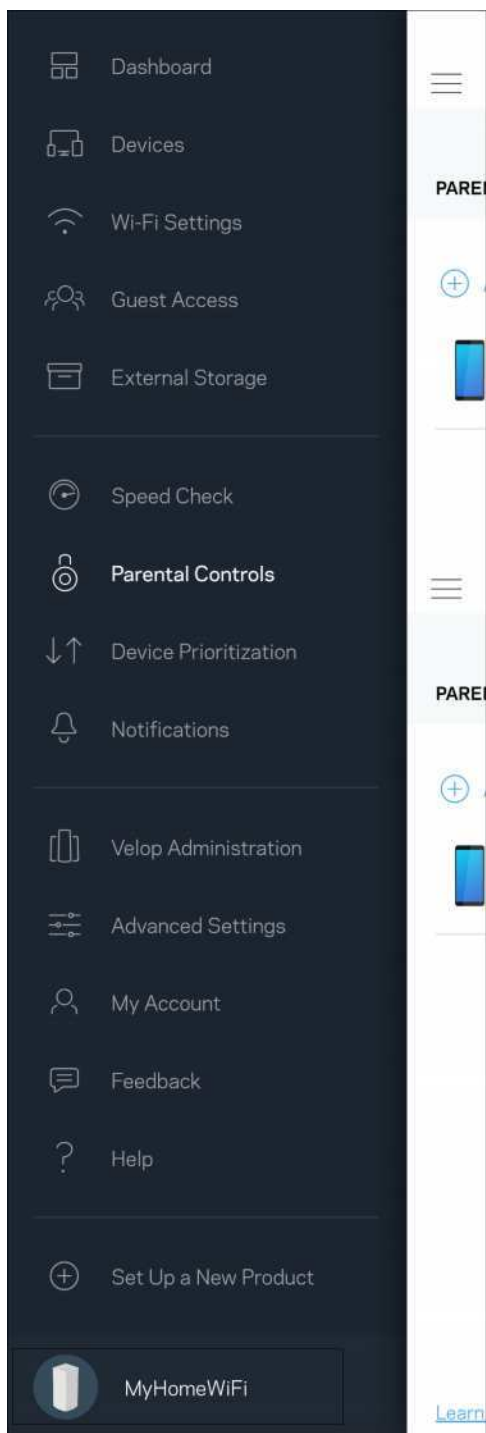 Dashboard
Devices
Wi-Fi Settings
Guest Access
External Storage
Speed Check
Parental Controls
Device Prioritization
Notifications
Velop Administration
Advanced Settings
My Account
Feedback
Help
Set Up a New Product
MyHomeWiFi
Learn